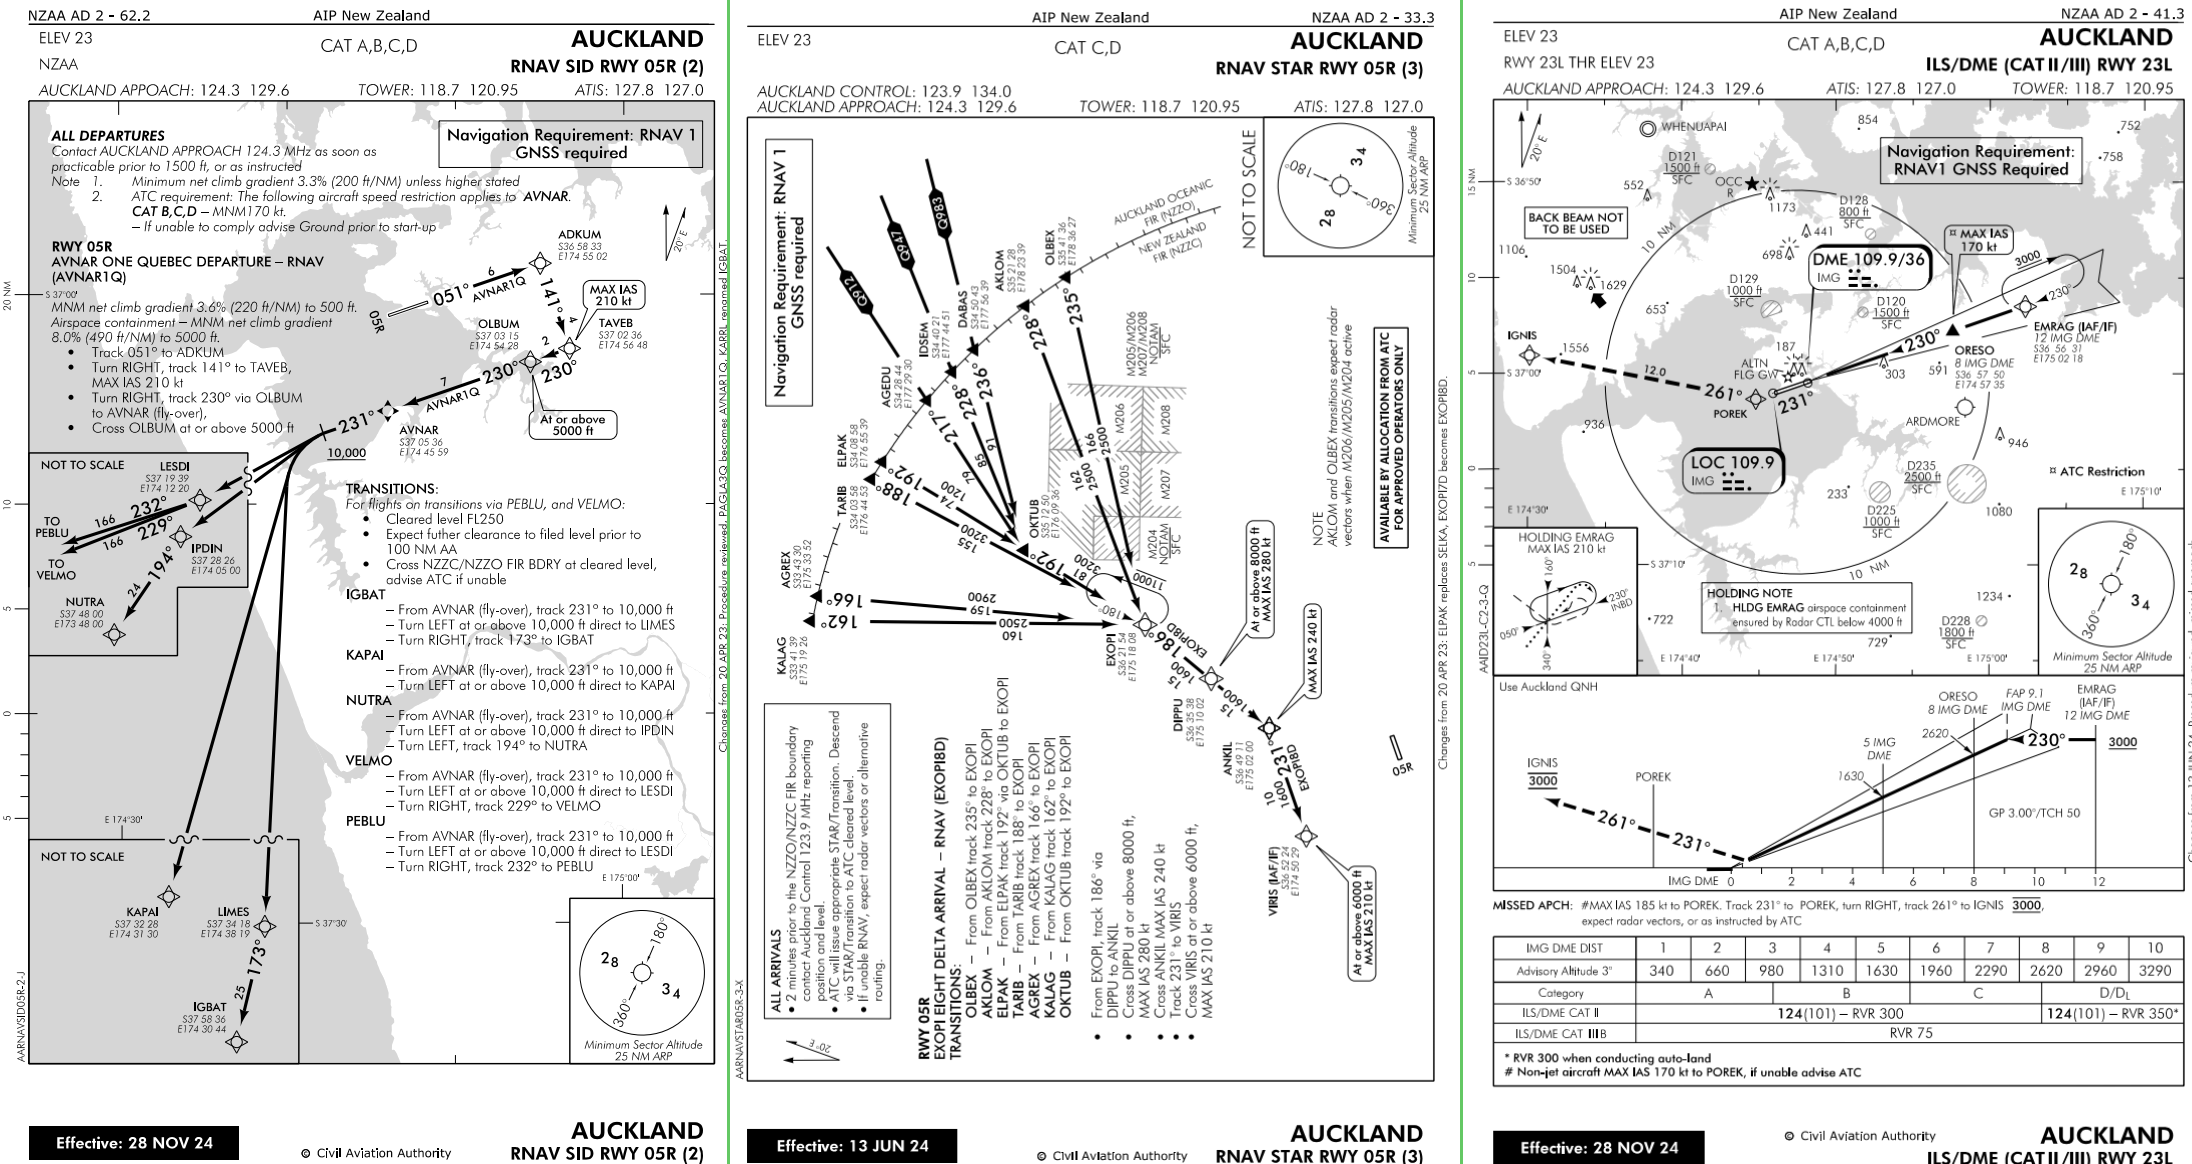 NZAA AD 2 - 62.2
AIP New Zealand
ELEV 23
NZAA
CAT A,B,C,D
AUCKLAND
RNAV SID RWY 05R (2)
AUCKLAND APPOACH: 124.3 129.6
TOWER: 118.7 120.95
ATIS: 127.8 127.0
ALL DEPARTURES
Contact AUCKLAND APPROACH 124.3 MHz as soon as
practicable prior to 1500 ft, or as instructed
Note 1. Minimum net climb gradient 3.3% (200 ft/NM) unless higher stated
2. ATC requirement: The following aircraft speed restriction applies to AVNAR.
CAT B,C,D – MNM170 kt.
– If unable to comply advise Ground prior to start-up
Navigation Requirement: RNAV 1
GNSS required
20° E
RWY 05R
AVNAR ONE QUEBEC DEPARTURE – RNAV
(AVNAR1Q)
S 37°00'
MNM net climb gradient 3.6% (220 ft/NM) to 500 ft.
Airspace containment – MNM net climb gradient
8.0% (490 ft/NM) to 5000 ft.
• Track 051° to ADKUM
• Turn RIGHT, track 141° to TAVEB,
MAX IAS 210 kt
• Turn RIGHT, track 230° via OLBUM
to AVNAR (fly-over),
• Cross OLBUM at or above 5000 ft
ADKUM
S36 58 33
E174 55 02
6
051°
AVNAR1Q
05R
141°
4
MAX IAS
210 kt
OLBUM
S37 03 15
E174 54 28
TAVEB
S37 02 36
E174 56 48
2
230°
230°
7
AVNAR1Q
At or above
5000 ft
231°
AVNAR
S37 05 36
E174 45 59
10,000
NOT TO SCALE
LESDI
S37 19 39
E174 12 20
166
232°
TO
PEBLU
229°
166
TO
VELMO
IPDIN
S37 28 26
E174 05 00
194°
24
NUTRA
S37 48 00
E173 48 00
TRANSITIONS:
For flights on transitions via PEBLU, and VELMO:
• Cleared level FL250
• Expect futher clearance to filed level prior to
100 NM AA
• Cross NZZC/NZZO FIR BDRY at cleared level,
advise ATC if unable
IGBAT
– From AVNAR (fly-over), track 231° to 10,000 ft
– Turn LEFT at or above 10,000 ft direct to LIMES
– Turn RIGHT, track 173° to IGBAT
KAPAI
– From AVNAR (fly-over), track 231° to 10,000 ft
– Turn LEFT at or above 10,000 ft direct to KAPAI
NUTRA
– From AVNAR (fly-over), track 231° to 10,000 ft
– Turn LEFT at or above 10,000 ft direct to IPDIN
– Turn LEFT, track 194° to NUTRA
VELMO
– From AVNAR (fly-over), track 231° to 10,000 ft
– Turn LEFT at or above 10,000 ft direct to LESDI
– Turn RIGHT, track 229° to VELMO
PEBLU
– From AVNAR (fly-over), track 231° to 10,000 ft
– Turn LEFT at or above 10,000 ft direct to LESDI
– Turn RIGHT, track 232° to PEBLU
20 NM
10
5
0
5
E 174°30'
NOT TO SCALE
E 175°00'
S 37°30'
KAPAI
S37 32 28
E174 31 30
LIMES
S37 34 18
E174 38 19
173°
25
IGBAT
S37 58 36
E174 30 44
28
34
180°
360°
Minimum Sector Altitude
25 NM ARP
AARNAVSID05R-2-J
Changes from 20 APR 23: Procedure reviewed, PAGLA3Q becomes AVNAR1Q, KARRL renamed IGBAT.
Effective: 28 NOV 24
© Civil Aviation Authority
AUCKLAND
RNAV SID RWY 05R (2)
AIP New Zealand
NZAA AD 2 - 33.3
ELEV 23
CAT C,D
AUCKLAND
RNAV STAR RWY 05R (3)
AUCKLAND CONTROL: 123.9 134.0
AUCKLAND APPROACH: 124.3 129.6
TOWER: 118.7 120.95
ATIS: 127.8 127.0
Navigation Requirement: RNAV 1
GNSS required
Q912
Q947
Q983
NOT TO SCALE
AUCKLAND OCEANIC
FIR (NZZO)
NEW ZEALAND
FIR (NZZC)
34
28
180°
360°
Minimum Sector Altitude
25 NM ARP
OLBEX
S35 41 36
E178 36 27
AKLOM
S35 21 28
E178 23 39
DABAS
S34 50 43
E177 56 39
IDSEM
S34 40 21
E177 44 51
AGEDU
S34 28 44
E177 29 30
ELPAK
S34 08 58
E176 55 39
TARIB
S34 03 58
E176 44 53
AGREX
S33 43 30
E175 33 52
KALAG
S33 41 39
E175 19 26
235°
228°
236°
228°
217°
192°
188°
166°
162°
91
85
79
74
1200
3200
155
2900
159
2500
160
166
2500
162
2500
OKTUB
S35 12 50
E176 09 36
192°
81
3200
11000
180°
M205/M206
M207/M208
NOTAM
SFC
M206
M208
M205
M207
M204
NOTAM
SFC
NOTE
AKLOM and OLBEX transitions expect radar
vectors when M206/M205/M204 active
AVAILABLE BY ALLOCATION FROM ATC
FOR APPROVED OPERATORS ONLY
EXOPI
S36 21 54
E175 18 08
186°
EXOPI8D
1600
15
At or above 8000 ft
MAX IAS 280 kt
DIPPU
S36 35 38
E175 10 02
1600
15
MAX IAS 240 kt
ANKIL
S36 49 11
E175 02 00
231°
EXOPI8D
10
1600
VIRIS (IAF/IF)
S36 52 24
E174 50 29
At or above 6000 ft
MAX IAS 210 kt
05R
ALL ARRIVALS
• 2 minutes prior to the NZZO/NZZC FIR boundary
contact Auckland Control 123.9 MHz reporting
position and level.
• ATC will issue appropriate STAR/Transition. Descend
via STAR/Transition to ATC cleared level.
• If unable RNAV, expect radar vectors or alternative
routing.
20° E
RWY 05R
EXOPI EIGHT DELTA ARRIVAL – RNAV (EXOPI8D)
TRANSITIONS:
OLBEX – From OLBEX track 235° to EXOPI
AKLOM – From AKLOM track 228° to EXOPI
ELPAK – From ELPAK track 192° via OKTUB to EXOPI
TARIB – From TARIB track 188° to EXOPI
AGREX – From AGREX track 166° to EXOPI
KALAG – From KALAG track 162° to EXOPI
OKTUB – From OKTUB track 192° to EXOPI
• From EXOPI, track 186° via
DIPPU to ANKIL
• Cross DIPPU at or above 8000 ft,
MAX IAS 280 kt
• Cross ANKIL MAX IAS 240 kt
• Track 231° to VIRIS
• Cross VIRIS at or above 6000 ft,
MAX IAS 210 kt
AARNAVSTAR05R-3-X
Changes from 20 APR 23: ELPAK replaces SELKA, EXOPI7D becomes EXOPI8D.
Effective: 13 JUN 24
© Civil Aviation Authority
AUCKLAND
RNAV STAR RWY 05R (3)
AIP New Zealand
NZAA AD 2 - 41.3
ELEV 23
RWY 23L THR ELEV 23
CAT A,B,C,D
AUCKLAND
ILS/DME (CAT II/III) RWY 23L
AUCKLAND APPROACH: 124.3 129.6
ATIS: 127.8 127.0
TOWER: 118.7 120.95
20° E
WHENUAPAI
854
752
758
Navigation Requirement:
RNAV1 GNSS Required
15 NM
S 36°50'
D121
1500 ft
SFC
552
OCC
R
1173
D128
800 ft
SFC
441
698
10 NM
BACK BEAM NOT
TO BE USED
1106
1504
1629
DME 109.9/36
IMG
¤ MAX IAS
170 kt
3000
230°
D129
1000 ft
SFC
653
D120
1500 ft
SFC
EMRAG (IAF/IF)
12 IMG DME
S36 56 31
E175 02 18
230°
ORESO
8 IMG DME
S36 57 50
E174 57 35
187
ALTN
FLG GW
303
591
IGNIS
1556
S 37°00'
12.0
261°
POREK
231°
936
ARDMORE
946
LOC 109.9
IMG
¤ ATC Restriction
D235
2500 ft
SFC
233
D225
1000 ft
SFC
1080
E 175°10'
E 174°30'
10
5
0
5
HOLDING EMRAG
MAX IAS 210 kt
160°
230°
INBD
050°
340°
S 37°10'
10 NM
HOLDING NOTE
1. HLDG EMRAG airspace containment
ensured by Radar CTL below 4000 ft
722
729
1234
D228
1800 ft
SFC
E 174°40'
E 174°50'
E 175°00'
28
34
180°
360°
Minimum Sector Altitude
25 NM ARP
AAID23L-C2-3-Q
Use Auckland QNH
IGNIS
3000
POREK
261°
231°
5 IMG
DME
1630
ORESO
8 IMG DME
2620
FAP 9.1
IMG DME
EMRAG
(IAF/IF)
12 IMG DME
230°
3000
GP 3.00°/TCH 50
IMG DME 0 2 4 6 8 10 12
MISSED APCH: #MAX IAS 185 kt to POREK. Track 231° to POREK, turn RIGHT, track 261° to IGNIS 3000,
expect radar vectors, or as instructed by ATC
IMG DME DIST 1 2 3 4 5 6 7 8 9 10
Advisory Altitude 3° 340 660 980 1310 1630 1960 2290 2620 2960 3290
Category A B C D/DL
ILS/DME CAT II 124(101) – RVR 300 124(101) – RVR 350*
ILS/DME CAT IIIB RVR 75
* RVR 300 when conducting auto-land
# Non-jet aircraft MAX IAS 170 kt to POREK, if unable advise ATC
Effective: 28 NOV 24
© Civil Aviation Authority
AUCKLAND
ILS/DME (CAT II/III) RWY 23L